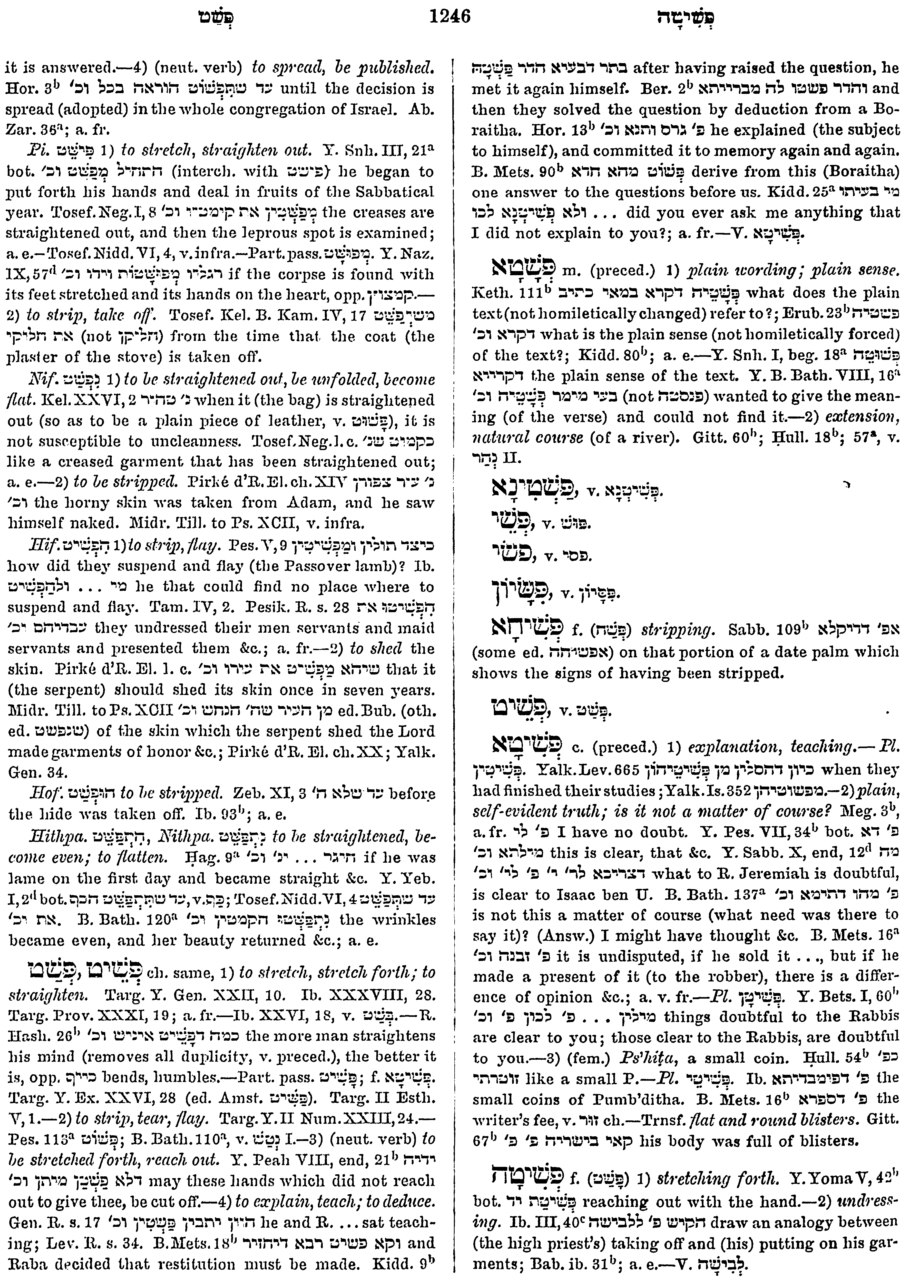 פְּשֵׁט 1246 פְּשִׁיטָה
it is answered.—4) (neut. verb) to spread, be published.
Hor. 3b עד שתִּפְשׁוֹט הוראה בכל וכ' until the decision is
spread (adopted) in the whole congregation of Israel. Ab.
Zar. 36a; a. fr.
Pi. פִּישֵּׁט 1) to stretch, straighten out. Y. Snh. III, 21a
bot. התחיל מְפַשֵּׁט וכ' (interch. with פישט) he began to
put forth his hands and deal in fruits of the Sabbatical
year. Tosef. Neg. I, 8 מְפַשְּׁטִין את קימטיו וכ' the creases are
straightened out, and then the leprous spot is examined;
a. e.—Tosef. Nidd. VI, 4, v. infra.—Part. pass. מְפוּשָּׁט. Y. Naz.
IX, 57d רגליו מְפוּשָּׁטוֹת וידו וכ' if the corpse is found with
its feet stretched and its hands on the heart, opp. קמוצין.—
2) to strip, take off. Tosef. Kel. B. Kam. IV, 17 משיְפַשֵּׁט
את חליקי (not חליקן) from the time that the coat (the
plaster of the stove) is taken off.
Nif. נִפְשַׁט 1) to be straightened out, be unfolded, become
flat. Kel. XXVI, 2 נ' טהיר when it (the bag) is straightened
out (so as to be a plain piece of leather, v. פָּשׁוּט), it is
not susceptible to uncleanness. Tosef. Neg. l. c. כקמיט שנ'
like a creased garment that has been straightened out;
a. e.—2) to be stripped. Pirké d'R. El. ch. XIV נ' עיר צפורן
וכ' the horny skin was taken from Adam, and he saw
himself naked. Midr. Till. to Ps. XCII, v. infra.
Hif. הִפְשִׁיט 1) to strip, flay. Pes. V, 9 כיצד תולין ומַפְשִׁיטִין
how did they suspend and flay (the Passover lamb)? Ib.
מי ... ולהַפְשִׁיט he that could find no place where to
suspend and flay. Tam. IV, 2. Pesik. R. s. 28 הִפְשִׁיטוּ את
עבדיהם וכ' they undressed their men servants and maid
servants and presented them &c.; a. fr.—2) to shed the
skin. Pirké d'R. El. l. c. שיהא מַפְשִׁיט את עירו וכ' that it
(the serpent) should shed its skin once in seven years.
Midr. Till. to Ps. XCII מן העיר שה' הנחש וכ' ed. Bub. (oth.
ed. שנפשט) of the skin which the serpent shed the Lord
made garments of honor &c.; Pirké d'R. El. ch. XX; Yalk.
Gen. 34.
Hof. הוּפְשַׁט to be stripped. Zeb. XI, 3 עד שלא ה' before
the hide was taken off. Ib. 93b; a. e.
Hithpa. הִתְפַּשֵּׁט, Nithpa. נִתְפַּשֵּׁט to be straightened, be-
come even; to flatten. Ḥag. 9a חיגר ... וני' וכ' if he was
lame on the first day and became straight &c. Y. Yeb.
I, 2d bot. עד שתִּתְפַּשֵּׁט הכף, v. כַּף; Tosef. Nidd. VI, 4 עד שתְּפַשֵּׁט
את וכ'. B. Bath. 120a נִתְפַּשְּׁטוּ הקמטין וכ' the wrinkles
became even, and her beauty returned &c.; a. e.
פְּשַׁט, פְּשֵׁיט ch. same, 1) to stretch, stretch forth; to
straighten. Targ. Y. Gen. XXII, 10. Ib. XXXVIII, 28.
Targ. Prov. XXXI, 19; a. fr.—Ib. XXVI, 18, v. פְּשַׁט.—R.
Hash. 26b כמה דפָשֵׁיט איניש וכ' the more man straightens
his mind (removes all duplicity, v. preced.), the better it
is, opp. כייף bends, humbles.—Part. pass. פְּשִׁיט; f. פְּשִׁיטָא.
Targ. Y. Ex. XXVI, 28 (ed. Amst. פָּשֵׁיט). Targ. II Esth.
V, 1.—2) to strip, tear, flay. Targ. Y. II Num. XXIII, 24.—
Pes. 113a פְּשׁוֹט; B. Bath. 110a, v. נְטַשׁ I.—3) (neut. verb) to
be stretched forth, reach out. Y. Peah VIII, end, 21b ידיה
דלא פָשְׁטָן מיתן וכ' may these hands which did not reach
out to give thee, be cut off.—4) to explain, teach; to deduce.
Gen. R. s. 17 היון יתבין פָּשְׁטִין וכ' he and R. ... sat teach-
ing; Lev. R. s. 34. B. Mets. 18b וקא פשיט רבא דיחזיר and
Raba decided that restitution must be made. Kidd. 9b
בתר דבעיא הדר פַּשְׁטָהּ after having raised the question, he
met it again himself. Ber. 2b והדר פשטו לה מברייתא and
then they solved the question by deduction from a Bo-
raitha. Hor. 13b פ' גרס ותנא וכ' he explained (the subject
to himself), and committed it to memory again and again.
B. Mets. 90b פְּשׁוֹט מהא חדא derive from this (Boraitha)
one answer to the questions before us. Kidd. 25a מי בעיתו
... ולא פְּשִׁיטְנָא לכו did you ever ask me anything that
I did not explain to you?; a. fr.—V. פְּשִׁיטָא.
פְּשָׁטָא m. (preced.) 1) plain wording; plain sense.
Keth. 111b פְּשָׁטֵיהּ דקרא במאי כתיב what does the plain
text (not homiletically changed) refer to?; Erub. 23b פשטיה
דקרא וכ' what is the plain sense (not homiletically forced)
of the text?; Kidd. 80b; a. e.—Y. Snh. I, beg. 18a פְּשׁוּטֵהּ
דקרייא the plain sense of the text. Y. B. Bath. VIII, 16a
בעי מימר פְּשָׁטֵיהּ וכ' (not פנסטה) wanted to give the mean-
ing (of the verse) and could not find it.—2) extension,
natural course (of a river). Gitt. 60b; Ḥull. 18b; 57a, v.
נְהַר II.
פַּשְׁטִינָא, v. פְּשִׁיטְנָא.
פְּשֵׁי, v. פּוּשׁ.
פשי, v. פסי.
פִּשְׂיוֹן, v. פִּסְיוֹן.
פְּשִׁיחָא f. (פְּשַׁח) stripping. Sabb. 109b אפ' דדיקלא
(some ed. אפשיחה) on that portion of a date palm which
shows the signs of having been stripped.
פְּשֵׁיט, v. פְּשַׁט.
פְּשִׁיטָא c. (preced.) 1) explanation, teaching.—Pl.
פְּשִׁיטִין. Yalk. Lev. 665 כיון דחסלין מן פְּשִׁיטֵיהוֹן when they
had finished their studies; Yalk. Is. 352 מפשוטיהן.—2) plain,
self-evident truth; is it not a matter of course? Meg. 3b,
a. fr. פ' לי I have no doubt. Y. Pes. VII, 34b bot. פ' דא
מילתא וכ' this is clear, that &c. Y. Sabb. X, end, 12d מה
דצריכא לר' י' פ' לר' וכ' what to R. Jeremiah is doubtful,
is clear to Isaac ben U. B. Bath. 137a פ' מהו דתימא וכ'
is not this a matter of course (what need was there to
say it)? (Answ.) I might have thought &c. B. Mets. 16a
פ' זבנה וכ' it is undisputed, if he sold it ..., but if he
made a present of it (to the robber), there is a differ-
ence of opinion &c.; a. v. fr.—Pl. פְּשִׁיטָן. Y. Bets. I, 60b
מילין ... פ' לכון פ' וכ' things doubtful to the Rabbis
are clear to you; those clear to the Rabbis, are doubtful
to you.—3) (fem.) Ps'hiṭa, a small coin. Ḥull. 54b כפ'
זוטרתי like a small P.—Pl. פְּשִׁיטֵי. Ib. פ' דפומבדיתא the
small coins of Pumb'ditha. B. Mets. 16b פ' דספרא the
writer's fee, v. זוּז ch.—Trnsf. flat and round blisters. Gitt.
67b קאי בישריה פ' פ' his body was full of blisters.
פְּשִׁיטָה f. (פָּשַׁט) 1) stretching forth. Y. Yoma V, 42b
bot. פְּשִׁיטַת יד reaching out with the hand.—2) undress-
ing. Ib. III, 40c הקיש פ' ללבישה draw an analogy between
(the high priest's) taking off and (his) putting on his gar-
ments; Bab. ib. 31b; a. e.—V. לְבִישָׁה.